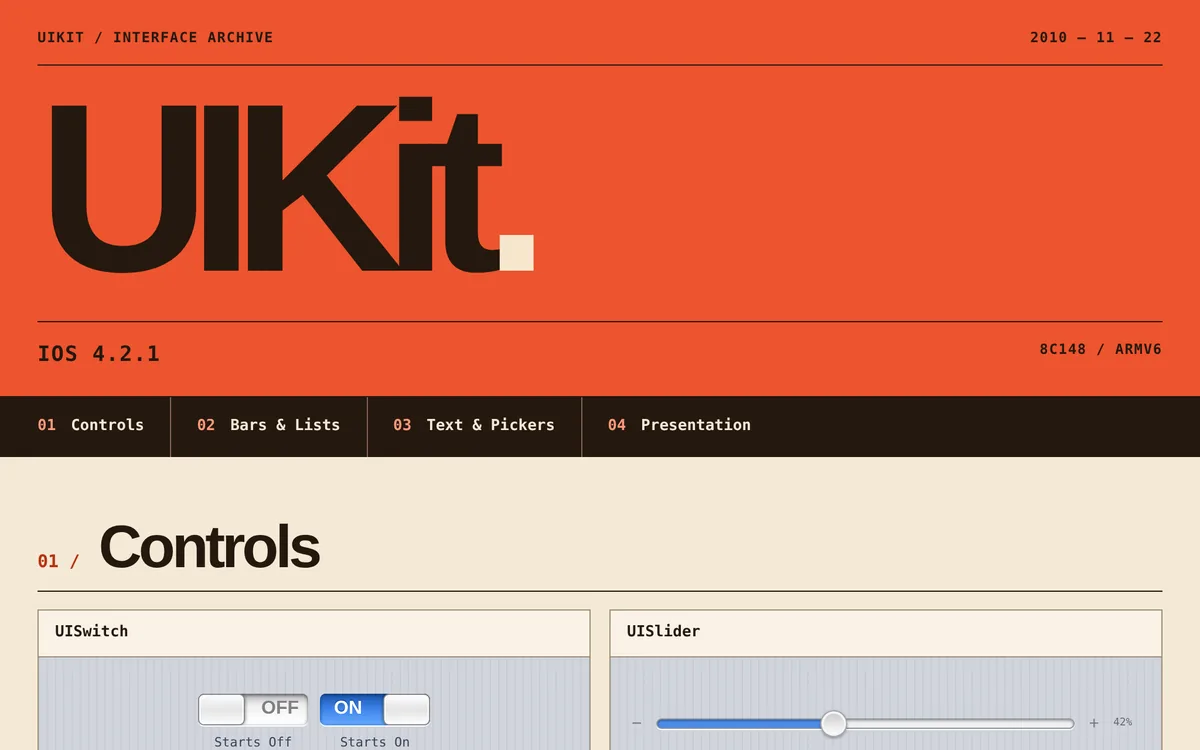 UIKIT / INTERFACE ARCHIVE
2010 — 11 — 22
UIKit.
IOS 4.2.1
8C148 / ARMV6
01 Controls
02 Bars & Lists
03 Text & Pickers
04 Presentation
01 / Controls
UISwitch
UISlider
OFF
ON
− + 42%
Starts Off
Starts On